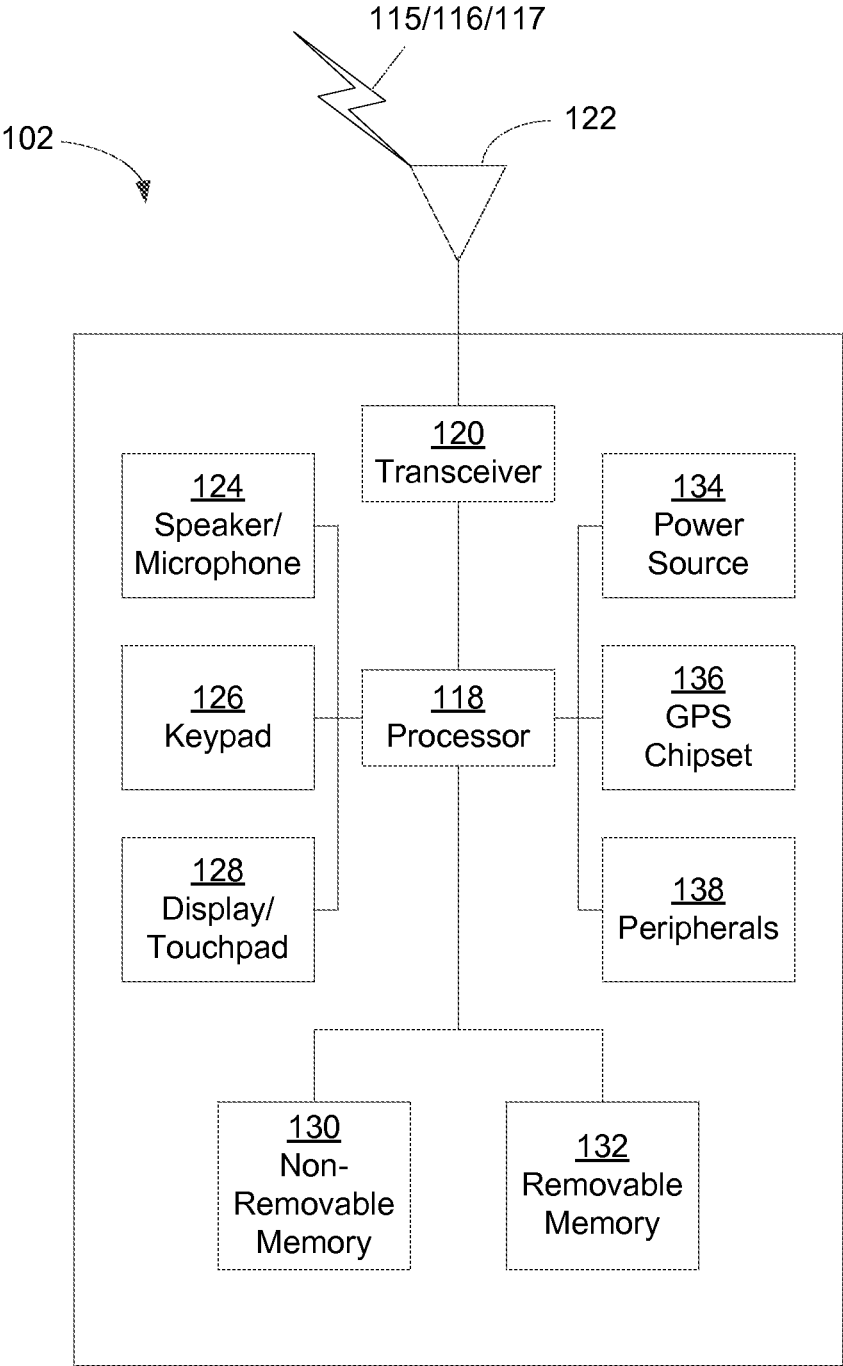 115/116/117
122
102
120
Transceiver
124
Speaker/
Microphone
134
Power
Source
126
Keypad
118
Processor
136
GPS
Chipset
128
Display/
Touchpad
138
Peripherals
130
Non-
Removable
Memory
132
Removable
Memory